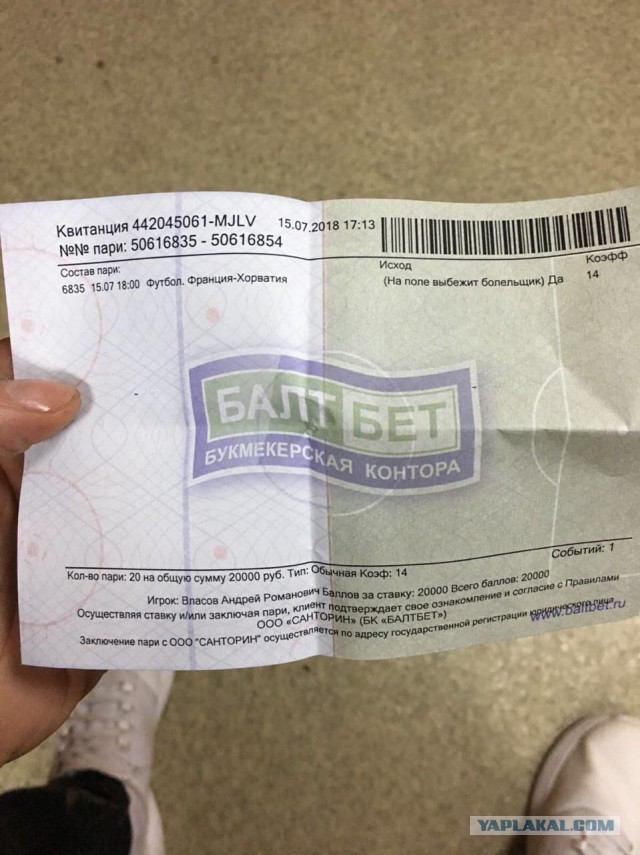 Квитанция 442045061-MJLV 15.07.2018 17:13
№№ пари: 50616835 - 50616854
Состав пари: Исход Коэфф
6835 15.07 18:00 Футбол. Франция-Хорватия (На поле выбежит болельщик) Да 14
БАЛТБЕТ
БУКМЕКЕРСКАЯ КОНТОРА
Событий: 1
Кол-во пари: 20 на общую сумму 20000 руб. Тип: Обычная Коэф: 14
Игрок: Власов Андрей Романович Баллов за ставку: 20000 Всего баллов: 20000
Осуществляя ставку и/или заключая пари, клиент подтверждает свое ознакомление и согласие с Правилами
ООО «САНТОРИН» (БК «БАЛТБЕТ»)
www.baltbet.ru
Заключение пари с ООО "САНТОРИН" осуществляется по адресу государственной регистрации юридического лица
YAPLAKAL.COM